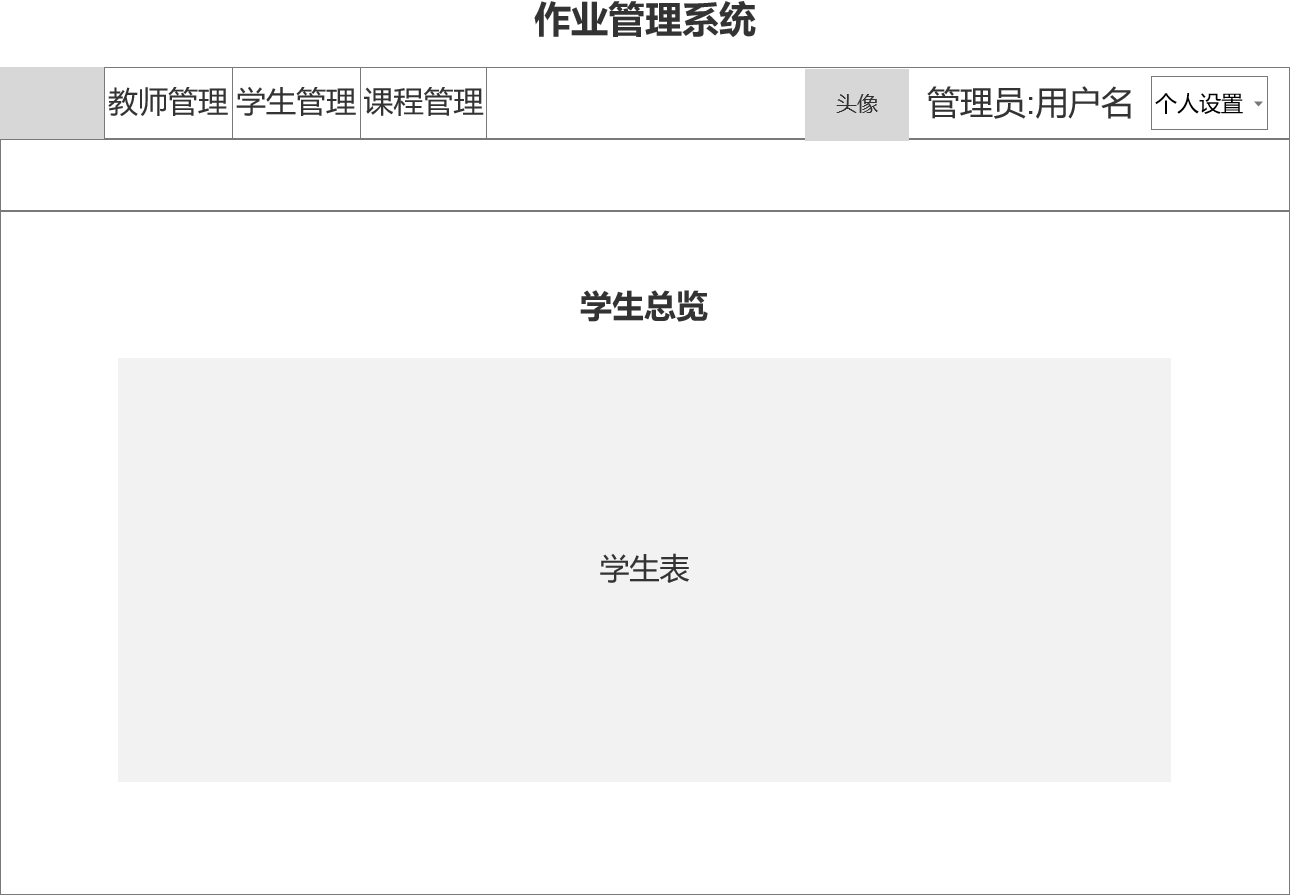 作业管理系统
教师管理 学生管理 课程管理 头像 管理员:用户名 个人设置
学生总览
学生表